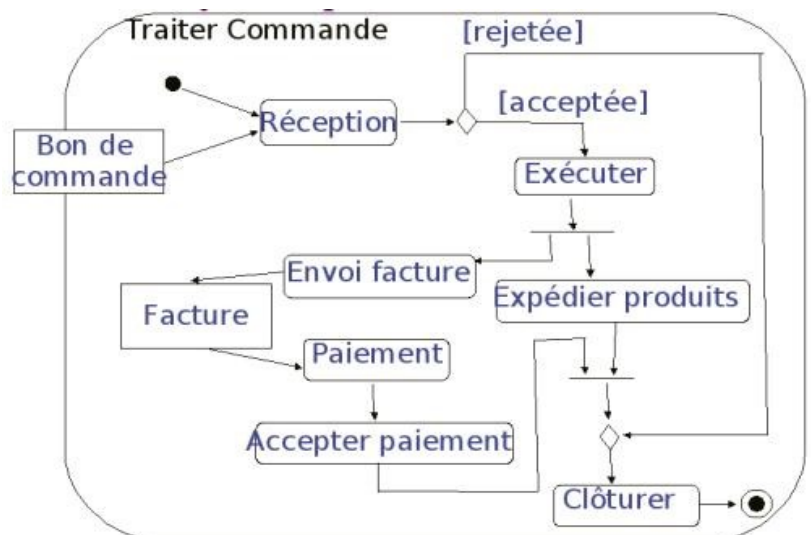 Traiter Commande
[rejetée]
[acceptée]
Réception
Bon de
commande
Exécuter
Envoi facture
Expédier produits
Facture
Paiement
Accepter paiement
Clôturer